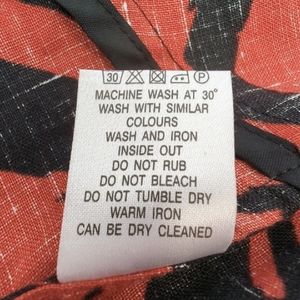 30 P
MACHINE WASH AT 30°
WASH WITH SIMILAR
COLOURS
WASH AND IRON
INSIDE OUT
DO NOT RUB
DO NOT BLEACH
DO NOT TUMBLE DRY
WARM IRON
CAN BE DRY CLEANED